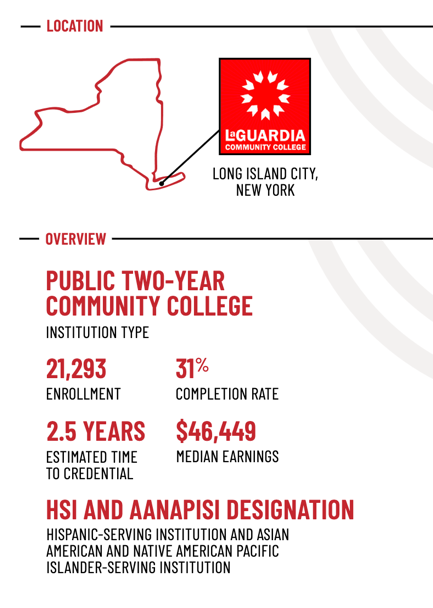 LOCATION
LaGUARDIA
COMMUNITY COLLEGE
LONG ISLAND CITY,
NEW YORK
OVERVIEW
PUBLIC TWO-YEAR
COMMUNITY COLLEGE
INSTITUTION TYPE
21,293
ENROLLMENT
31%
COMPLETION RATE
2.5 YEARS
ESTIMATED TIME
TO CREDENTIAL
$46,449
MEDIAN EARNINGS
HSI AND AANAPISI DESIGNATION
HISPANIC-SERVING INSTITUTION AND ASIAN
AMERICAN AND NATIVE AMERICAN PACIFIC
ISLANDER-SERVING INSTITUTION